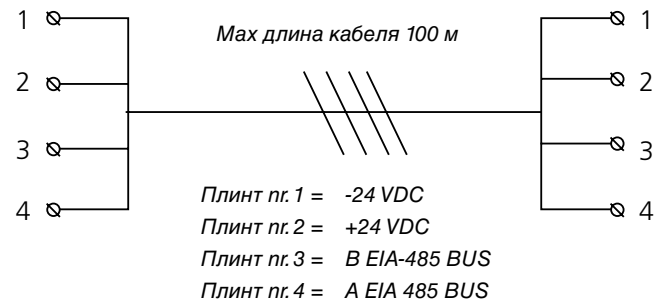 Max длина кабеля 100 м
1
2
3
4
1
2
3
4
Плинт nr. 1 = -24 VDC
Плинт nr. 2 = +24 VDC
Плинт nr. 3 = B EIA-485 BUS
Плинт nr. 4 = A EIA 485 BUS